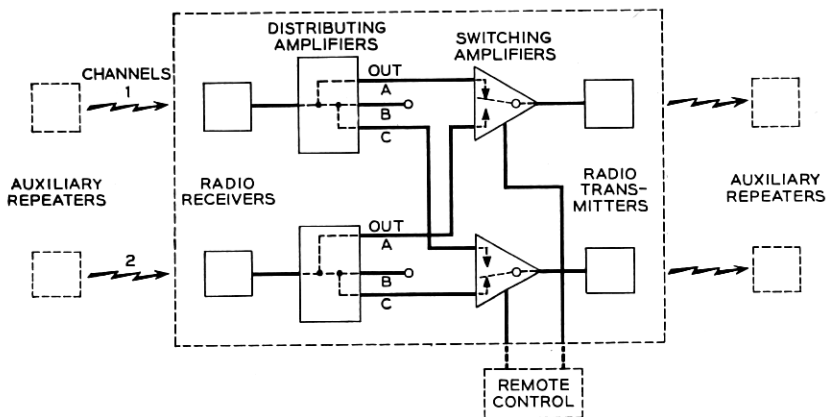 DISTRIBUTING
AMPLIFIERS
SWITCHING
AMPLIFIERS
CHANNELS
1
OUT
A
B
C
AUXILIARY
REPEATERS
RADIO
RECEIVERS
RADIO
TRANS-
MITTERS
AUXILIARY
REPEATERS
2
OUT
A
B
C
REMOTE
CONTROL